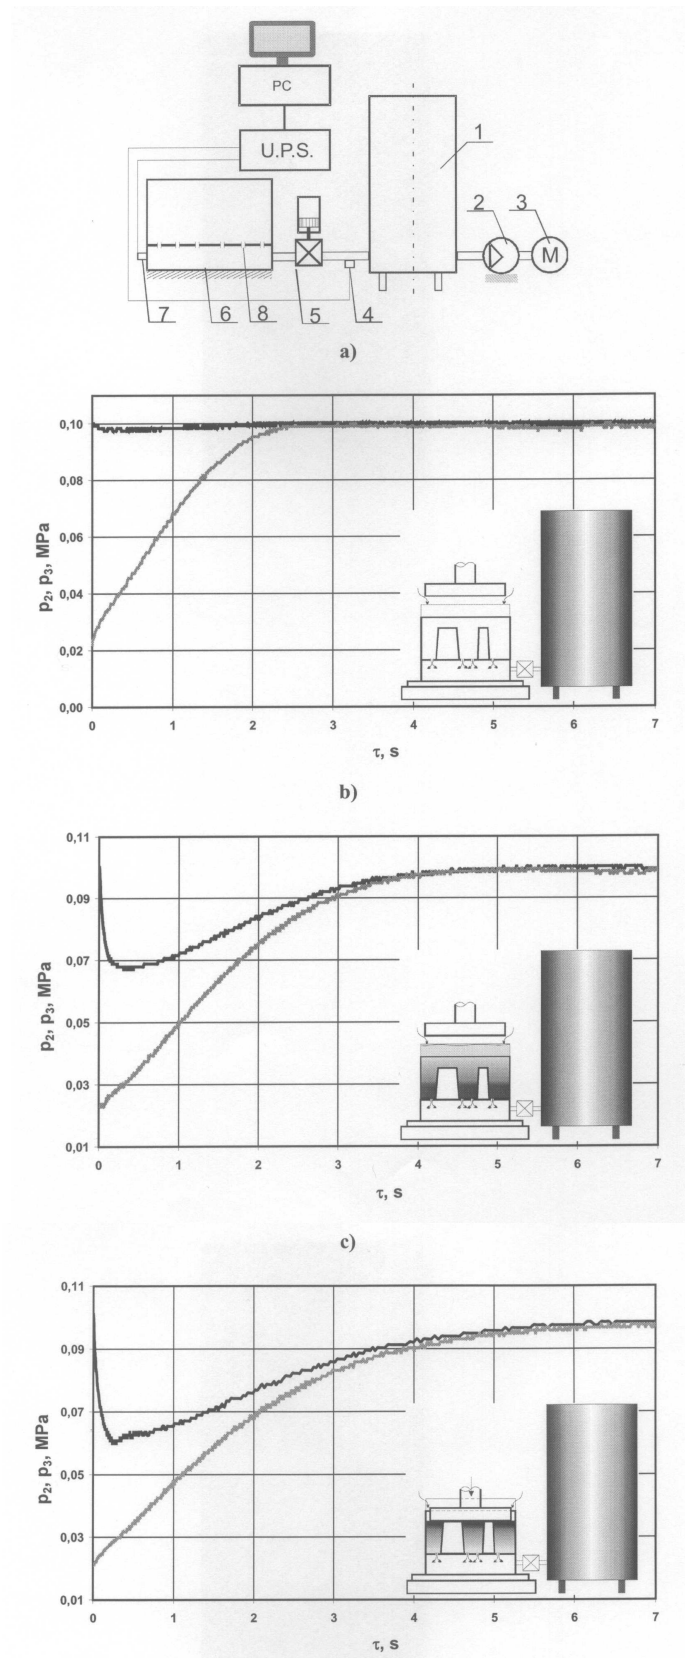 PC
U.P.S.
1
2 3
7 6 8 5 4
a)
p2, p3, MPa
0,10
0,08
0,06
0,04
0,02
0,00
0 1 2 3 4 5 6 7
τ, s
b)
p2, p3, MPa
0,11
0,09
0,07
0,05
0,03
0,01
0 1 2 3 4 5 6 7
τ, s
c)
p2, p3, MPa
0,11
0,09
0,07
0,05
0,03
0,01
0 1 2 3 4 5 6 7
τ, s
M